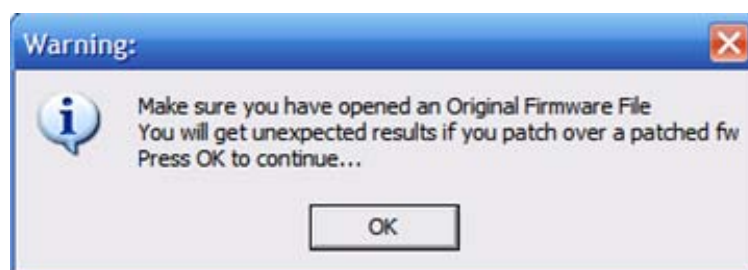 Warning:
Make sure you have opened an Original Firmware File
You will get unexpected results if you patch over a patched fw
Press OK to continue...
OK